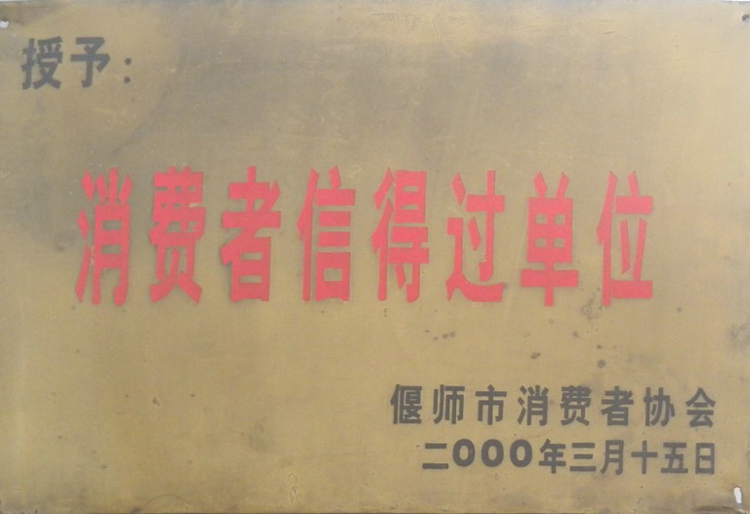 授予：
消费者信得过单位
偃师市消费者协会
二000年三月十五日